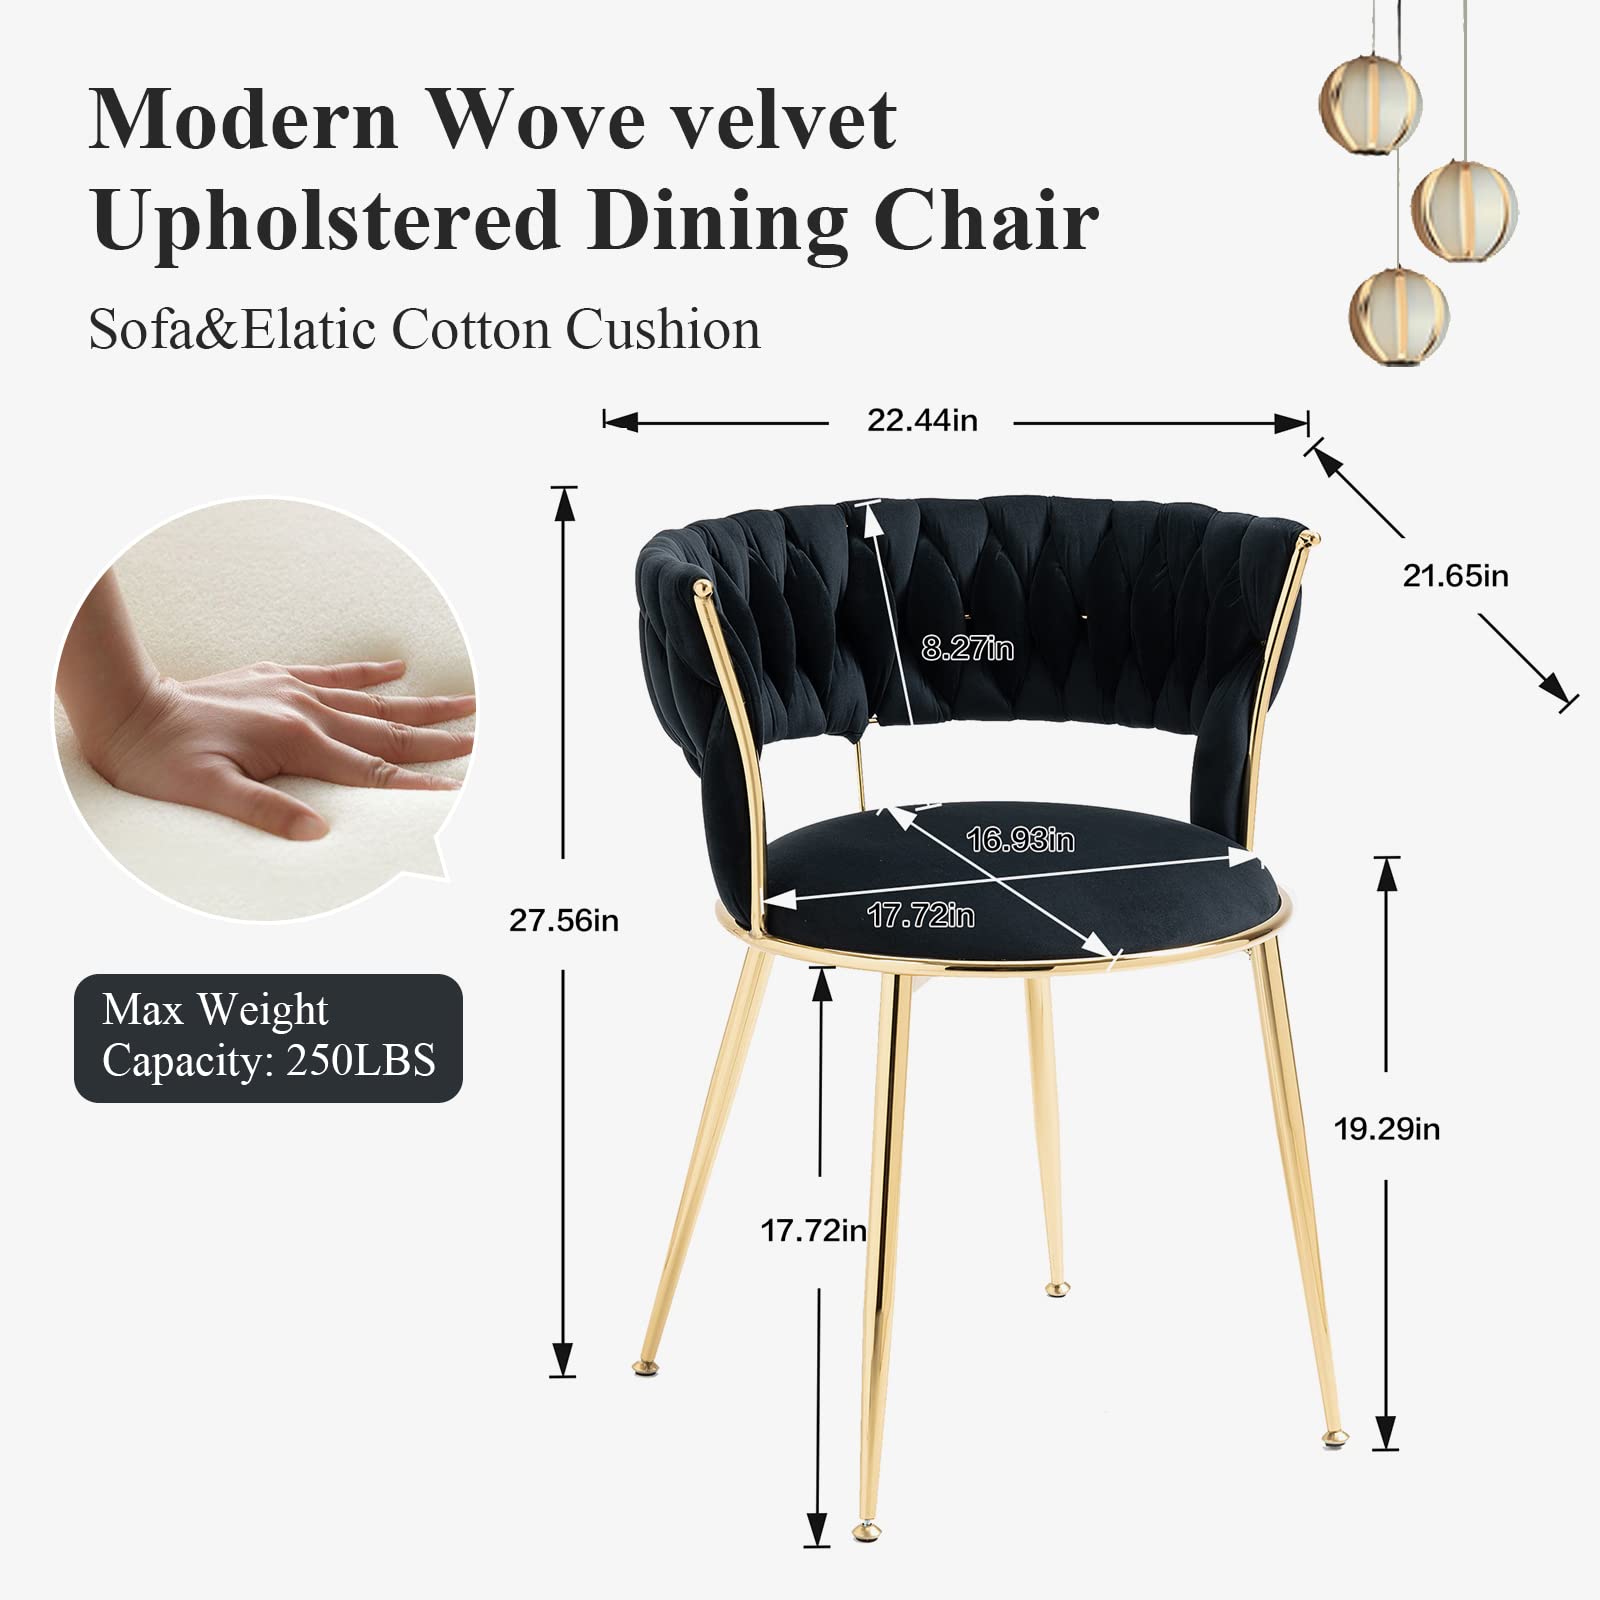 Modern Wove velvet
Upholstered Dining Chair
Sofa&Elatic Cotton Cushion
22.44in
21.65in
8.27in
16.93in
17.72in
27.56in
Max Weight
Capacity: 250LBS
19.29in
17.72in